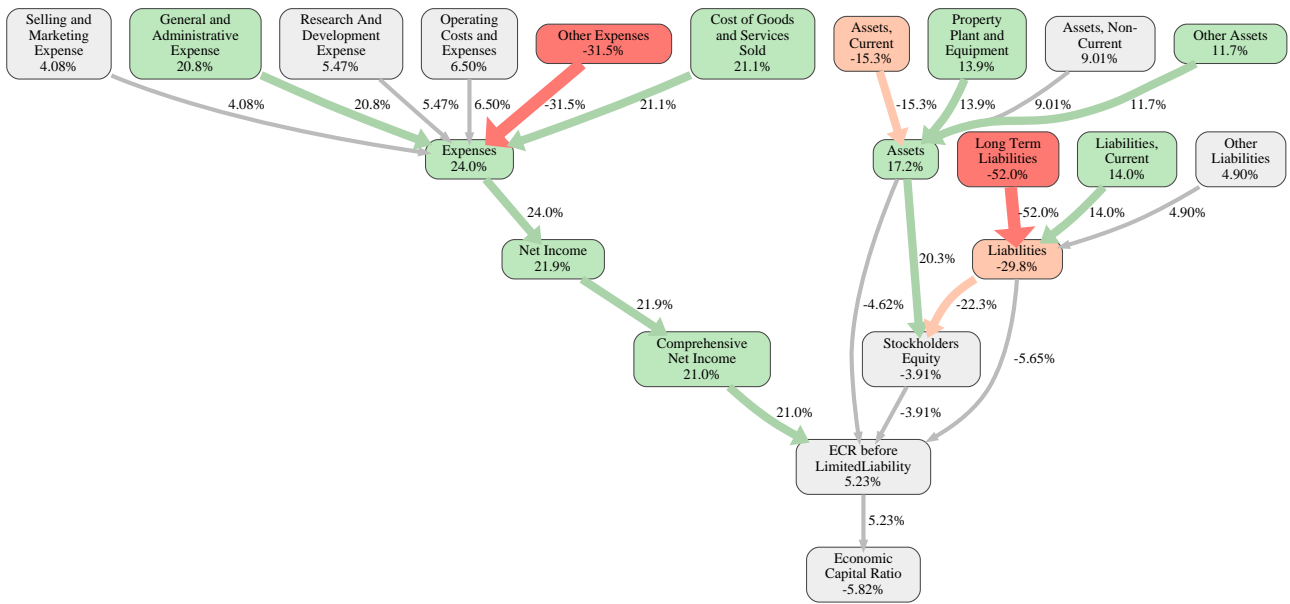 Selling and
Marketing
Expense
4.08%
General and
Administrative
Expense
20.8%
Research And
Development
Expense
5.47%
Operating
Costs and
Expenses
6.50%
Other Expenses
-31.5%
Cost of Goods
and Services
Sold
21.1%
Assets,
Current
-15.3%
Property
Plant and
Equipment
13.9%
Assets, Non-
Current
9.01%
Other Assets
11.7%
4.08%
20.8%
5.47%
6.50%
-31.5%
21.1%
-15.3%
13.9%
9.01%
11.7%
Expenses
24.0%
Assets
17.2%
Long Term
Liabilities
-52.0%
Liabilities,
Current
14.0%
Other
Liabilities
4.90%
24.0%
-52.0%
14.0%
4.90%
Net Income
21.9%
20.3%
Liabilities
-29.8%
21.9%
-4.62%
-22.3%
Comprehensive
Net Income
21.0%
Stockholders
Equity
-3.91%
-5.65%
21.0%
-3.91%
ECR before
LimitedLiability
5.23%
5.23%
Economic
Capital Ratio
-5.82%